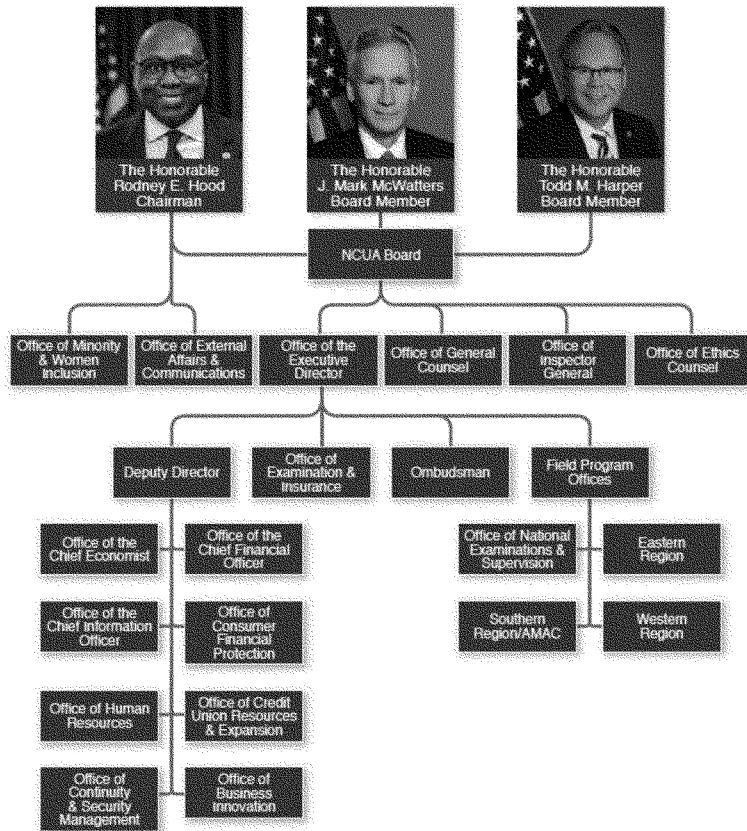 The Honorable
Rodney E. Hood
Chairman
The Honorable
J. Mark McWatters
Board Member
The Honorable
Todd M. Harper
Board Member
NCUA Board
Office of Minority
& Women
Inclusion
Office of External
Affairs &
Communications
Office of the
Executive
Director
Office of General
Counsel
Office of
Inspector
General
Office of Ethics
Counsel
Deputy Director
Office of
Examination &
Insurance
Ombudsman
Field Program
Offices
Office of the
Chief Economist
Office of the
Chief Financial
Officer
Office of National
Examinations &
Supervision
Eastern
Region
Office of the
Chief Information
Officer
Office of
Consumer
Financial
Protection
Southern
Region/AMAC
Western
Region
Office of Human
Resources
Office of Credit
Union Resources
& Expansion
Office of
Continuity
& Security
Management
Office of
Business
Innovation